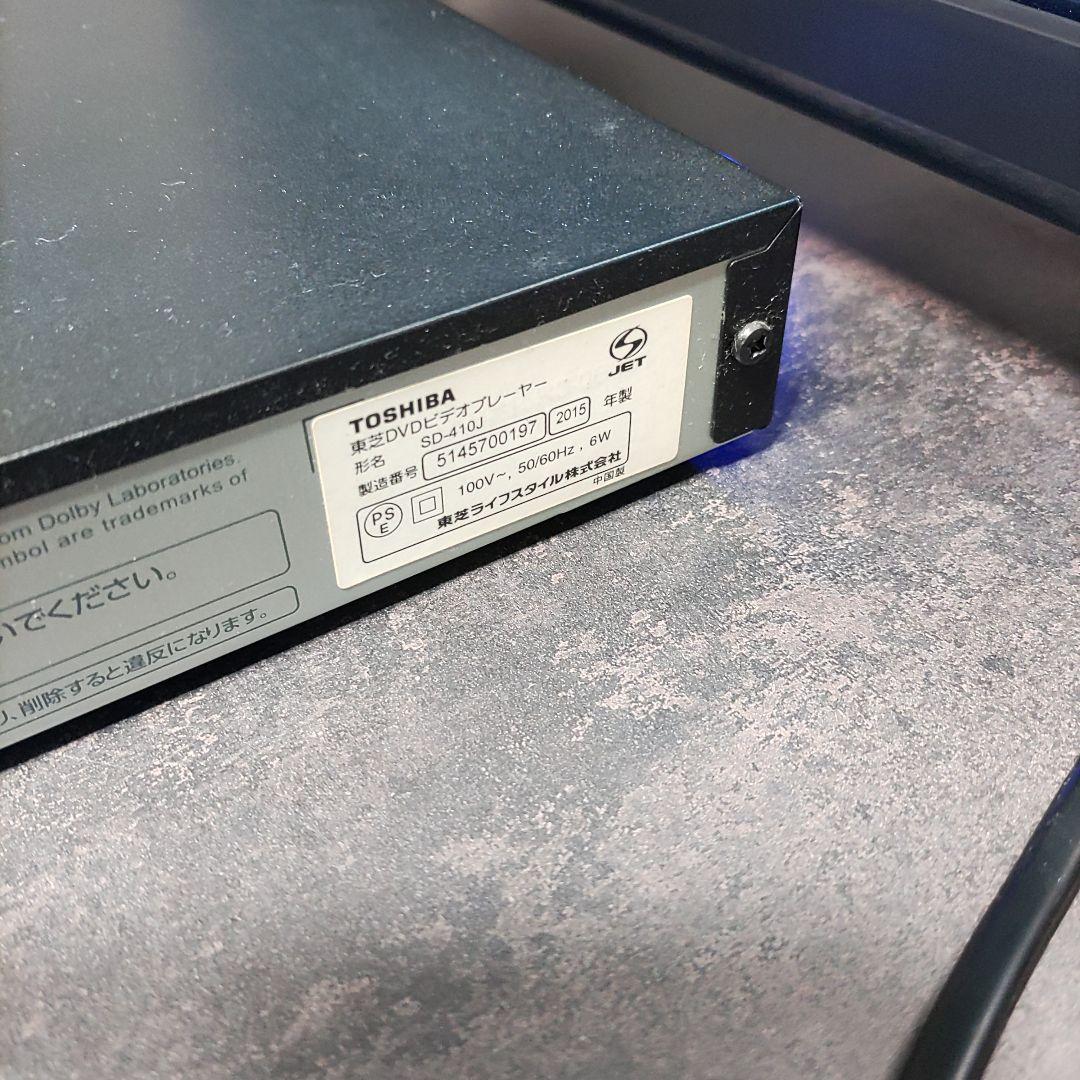 om Dolby Laboratories.
mbol are trademarks of
いでください。
り、削除すると違反になります。
TOSHIBA
東芝DVDビデオプレーヤー
形名 SD-410J
製造番号 5145700197 2015 年製
PS E 100V~, 50/60Hz , 6W
東芝ライフスタイル株式会社
中国製
JET